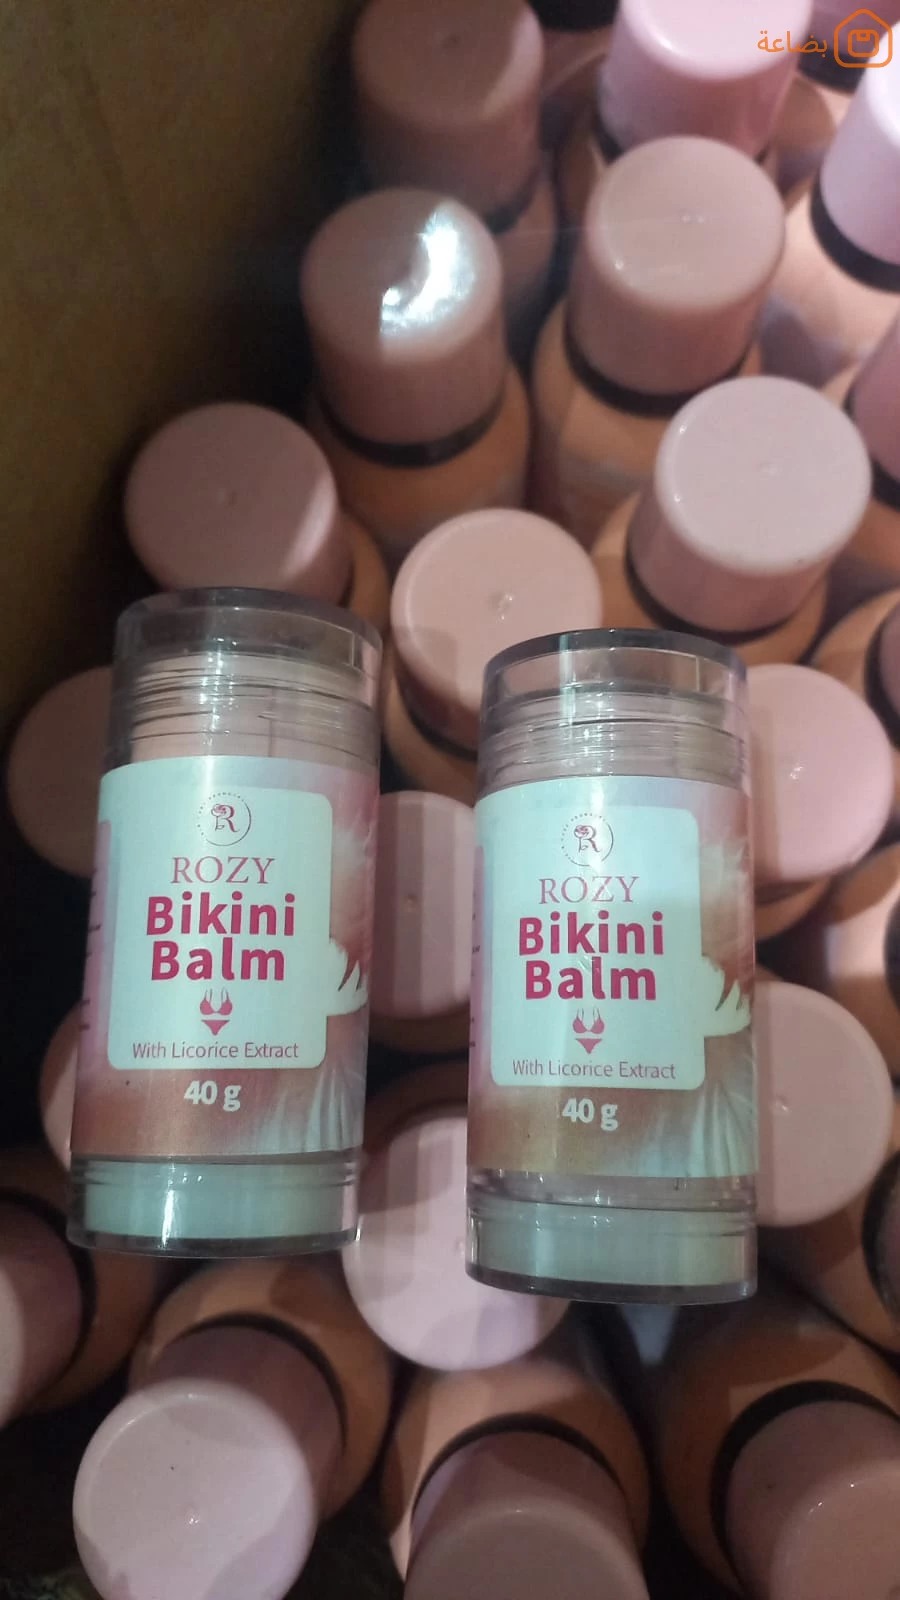 بضاعة
ROZY
Bikini
Balm
With Licorice Extract
40 g
ROZY
Bikini
Balm
With Licorice Extract
40 g